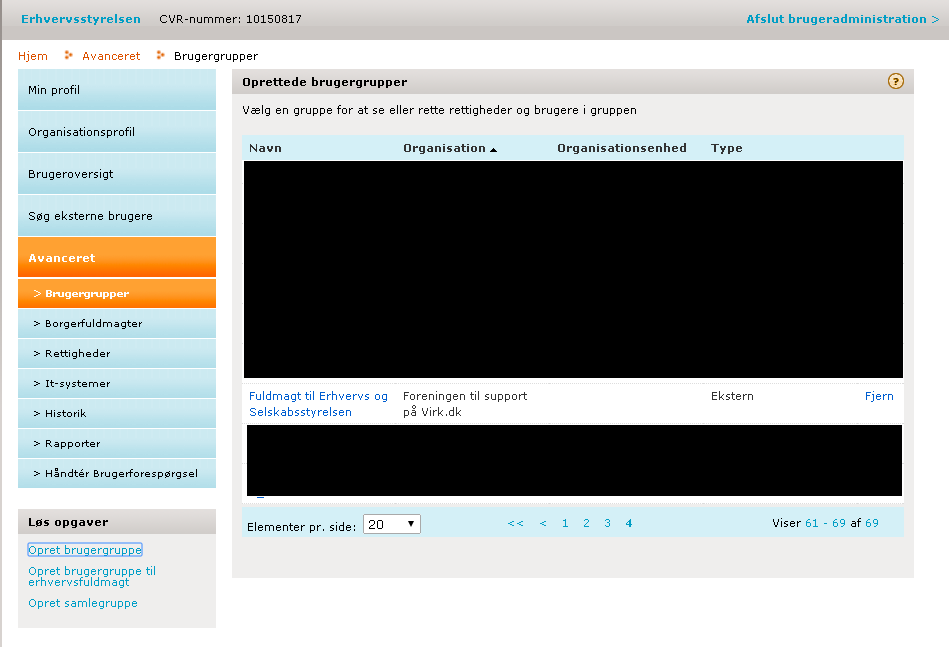 Erhvervsstyrelsen CVR-nummer: 10150817 Afslut brugeradministration >
Hjem Avanceret Brugergrupper
Min profil
Organisationsprofil
Brugeroversigt
Søg eksterne brugere
Avanceret
> Brugergrupper
> Borgerfuldmagter
> Rettigheder
> It-systemer
> Historik
> Rapporter
> Håndtér Brugerforespørgsel
Løs opgaver
Opret brugergruppe
Opret brugergruppe til
erhvervsfuldmagt
Opret samlegruppe
Oprettede brugergrupper ?
Vælg en gruppe for at se eller rette rettigheder og brugere i gruppen
Navn Organisation Organisationsenhed Type
Fuldmagt til Erhvervs og Foreningen til support Ekstern Fjern
Selskabsstyrelsen på Virk.dk
Elementer pr. side: 20 << < 1 2 3 4 Viser 61 - 69 af 69